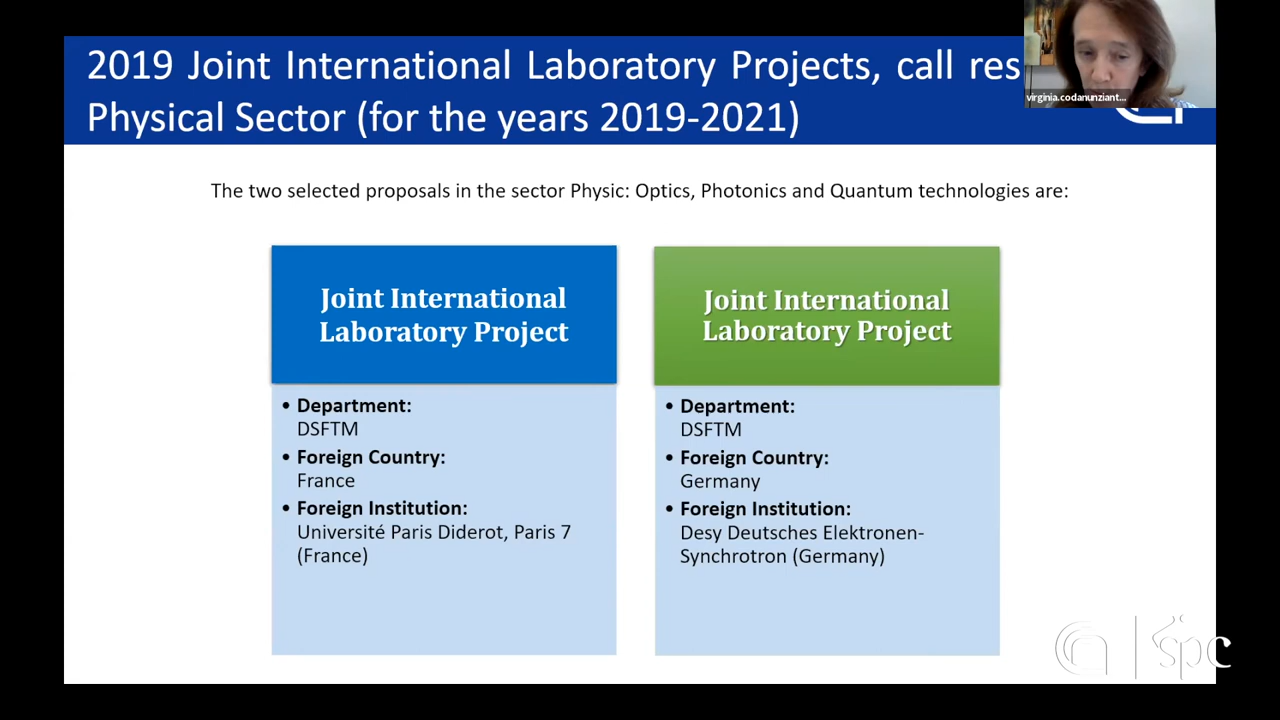 2019 Joint International Laboratory Projects, call res
Physical Sector (for the years 2019-2021)
virginia.codanunziant...
The two selected proposals in the sector Physic: Optics, Photonics and Quantum technologies are:
Joint International
Laboratory Project
• Department:
DSFTM
• Foreign Country:
France
• Foreign Institution:
Université Paris Diderot, Paris 7
(France)
Joint International
Laboratory Project
• Department:
DSFTM
• Foreign Country:
Germany
• Foreign Institution:
Desy Deutsches Elektronen-
Synchrotron (Germany)
spc